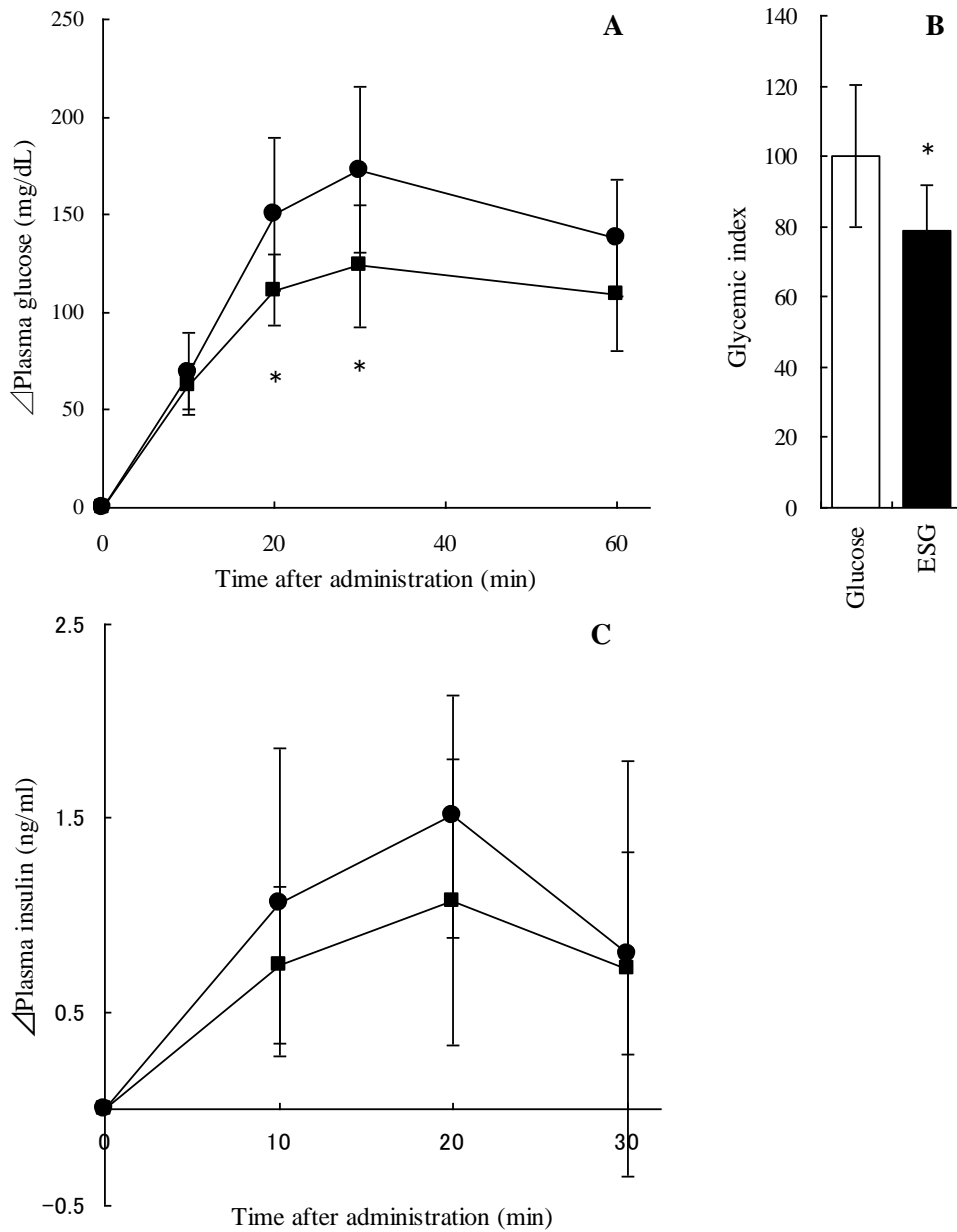 A
250
200
150
100
50
0
⊿Plasma glucose (mg/dL)
*
*
0
20
40
60
Time after administration (min)
B
140
120
100
80
60
40
20
0
Glycemic index
*
Glucose
ESG
C
2.5
1.5
0.5
-0.5
⊿Plasma insulin (ng/ml)
0
10
20
30
Time after administration (min)